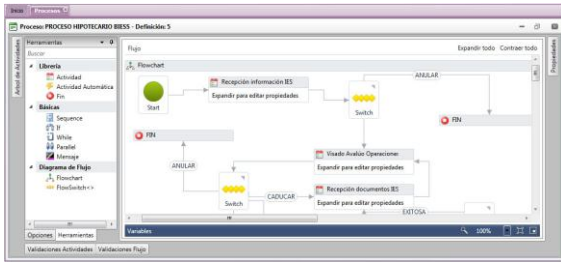 Inicio Procesos
Proceso: PROCESO HIPOTECARIO BIESS - Definición: 5
Árbol de Actividades
Herramientas
Buscar
Librería
Actividad
Actividad Automática
Fin
Básicas
Sequence
If
While
Parallel
Mensaje
Diagrama de Flujo
Flowchart
FlowSwitch<>
Opciones Herramientas
Validaciones Actividades Validaciones Flujo
Flujo
Expandir todo Contraer todo
Propiedades
Flowchart
Start
Recepción información IES
Expandir para editar propiedades
Switch
ANULAR
FIN
FIN
Visado Avalúo Operacione:
Expandir para editar propiedades
ANULAR
Switch
CADUCAR
Recepción documentos IES
Expandir para editar propiedades
EXITOSA
Variables
100%